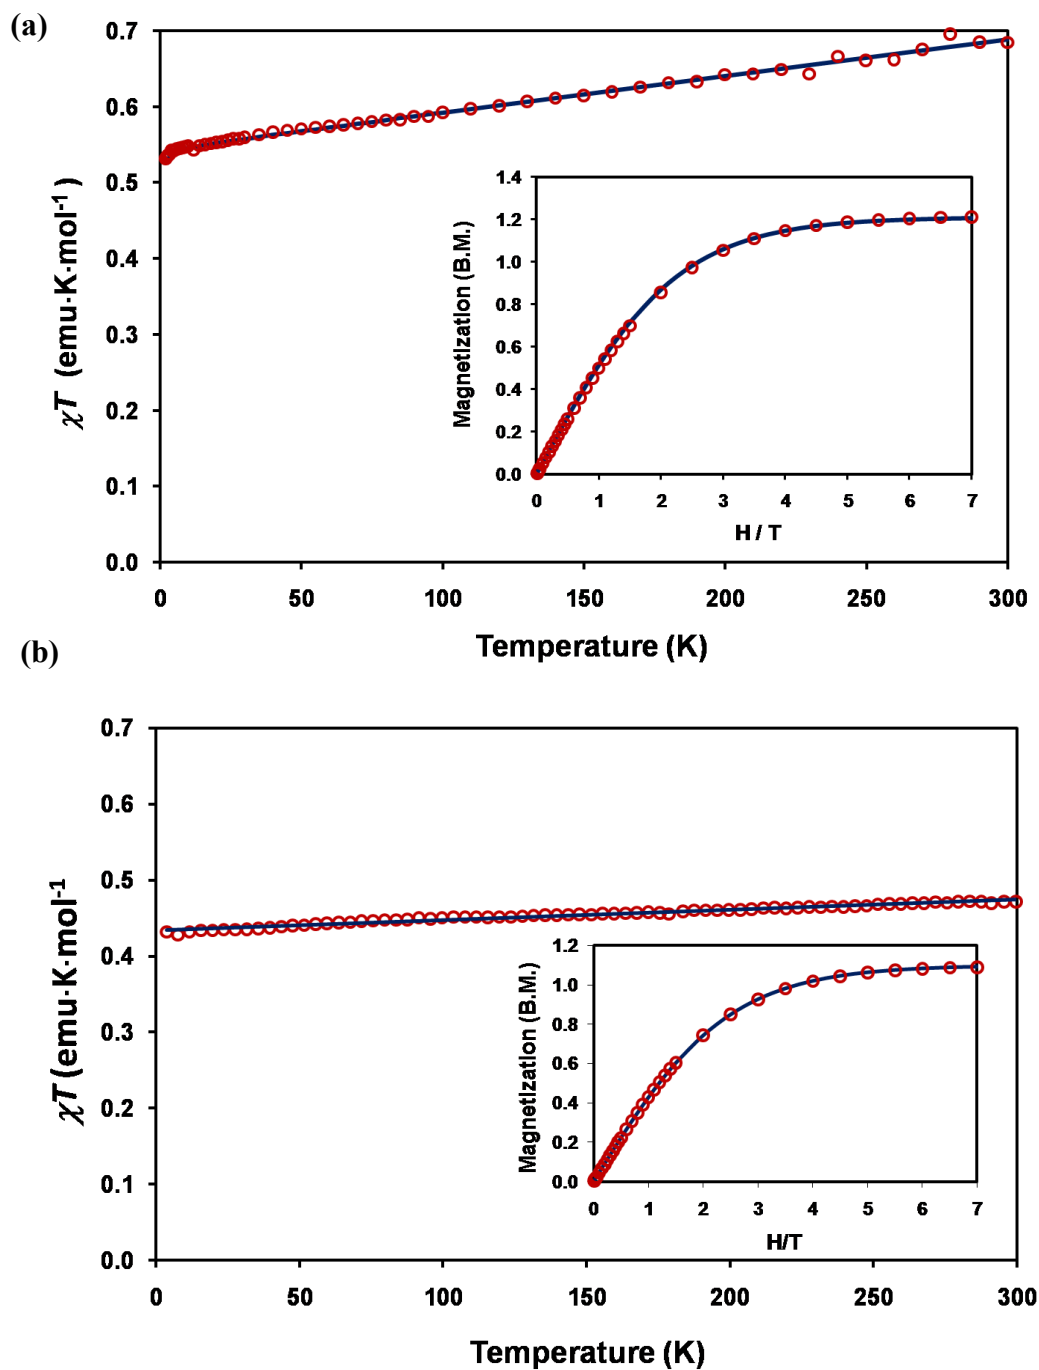 (a)
0.7
0.6
0.5
0.4
0.3
0.2
0.1
0.0
χT (emu·K·mol-1)
0 50 100 150 200 250 300
Temperature (K)
1.4
1.2
1.0
0.8
0.6
0.4
0.2
0.0
Magnetization (B.M.)
0 1 2 3 4 5 6 7
H / T
(b)
0.7
0.6
0.5
0.4
0.3
0.2
0.1
0.0
χT (emu·K·mol-1
0 50 100 150 200 250 300
Temperature (K)
1.2
1.0
0.8
0.6
0.4
0.2
0.0
Magnetization (B.M.)
0 1 2 3 4 5 6 7
H/T